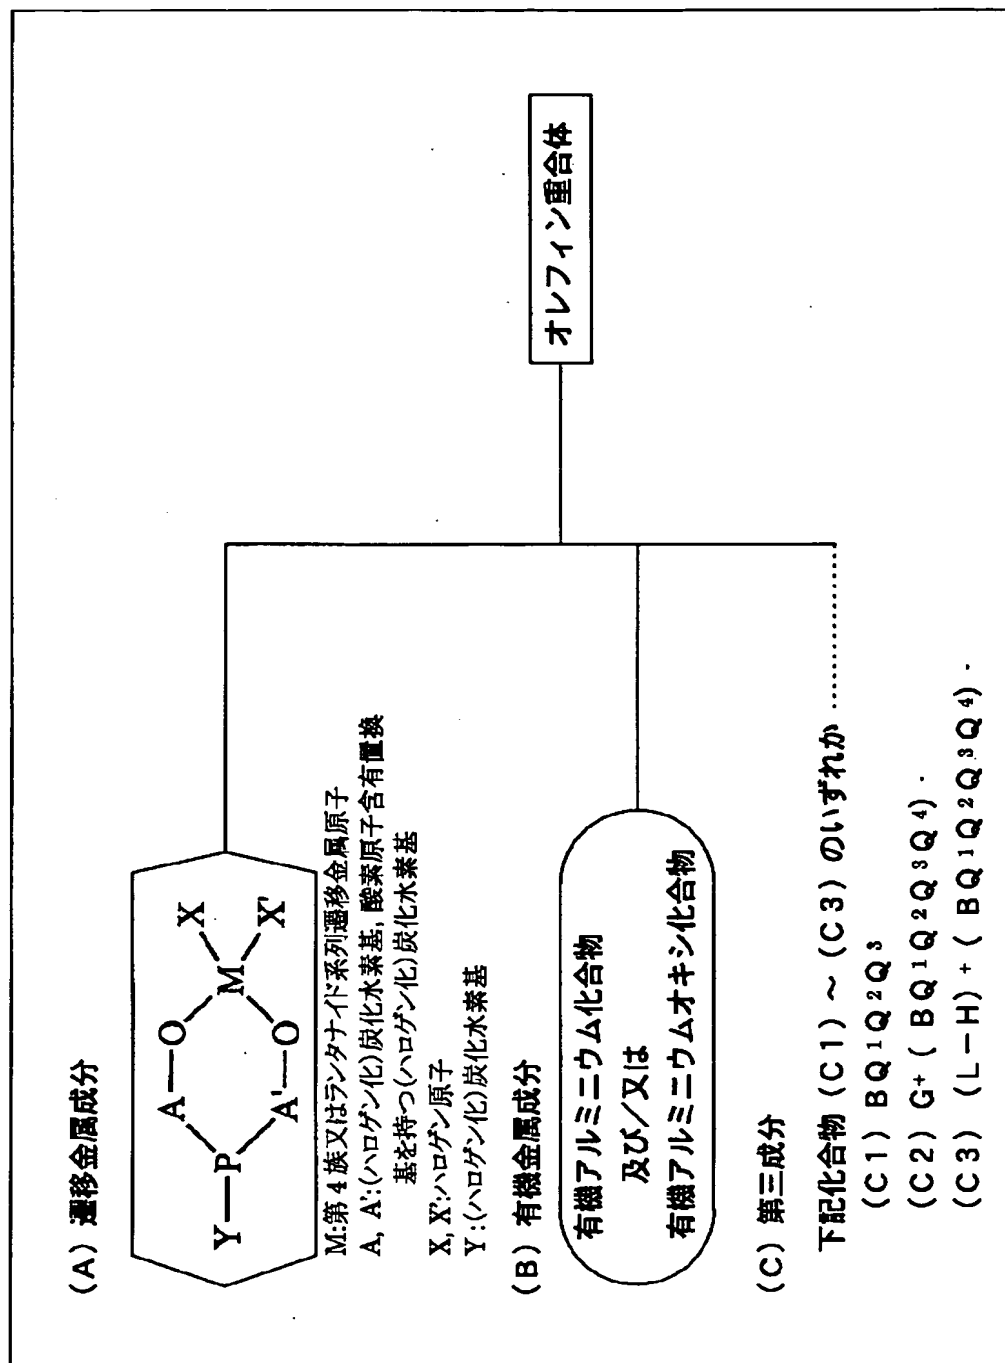 (A) 遷移金属成分
A—O
X
Y—P
M
A'—O
X'
M:第4族又はランタナイド系列遷移金属原子
A, A':(ハロゲン化)炭化水素基, 酸素原子含有置換
基を持つ(ハロゲン化)炭化水素基
X, X':ハロゲン原子
Y:(ハロゲン化)炭化水素基
(B) 有機金属成分
有機アルミニウム化合物
及び/又は
有機アルミニウムオキシ化合物
(C) 第三成分
下記化合物 (C1) ~ (C3) のいずれか
(C1) BQ¹Q²Q³
(C2) G⁺ ( BQ¹Q²Q³Q⁴) -
(C3) (L-H) ⁺ ( BQ¹Q²Q³Q⁴) -
オレフィン重合体